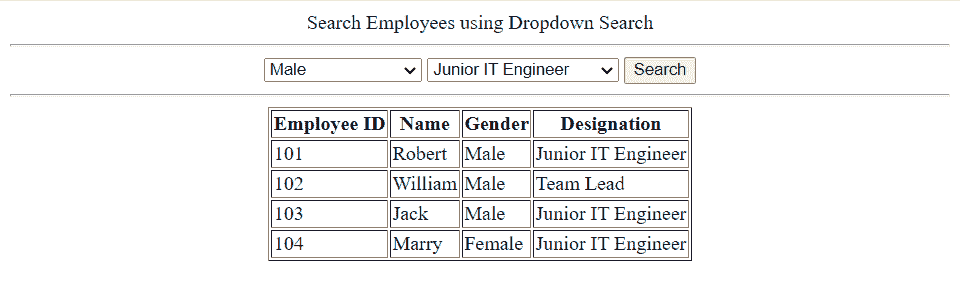 Search Employees using Dropdown Search
Male Junior IT Engineer Search
Employee ID Name Gender Designation
101 Robert Male Junior IT Engineer
102 William Male Team Lead
103 Jack Male Junior IT Engineer
104 Marry Female Junior IT Engineer